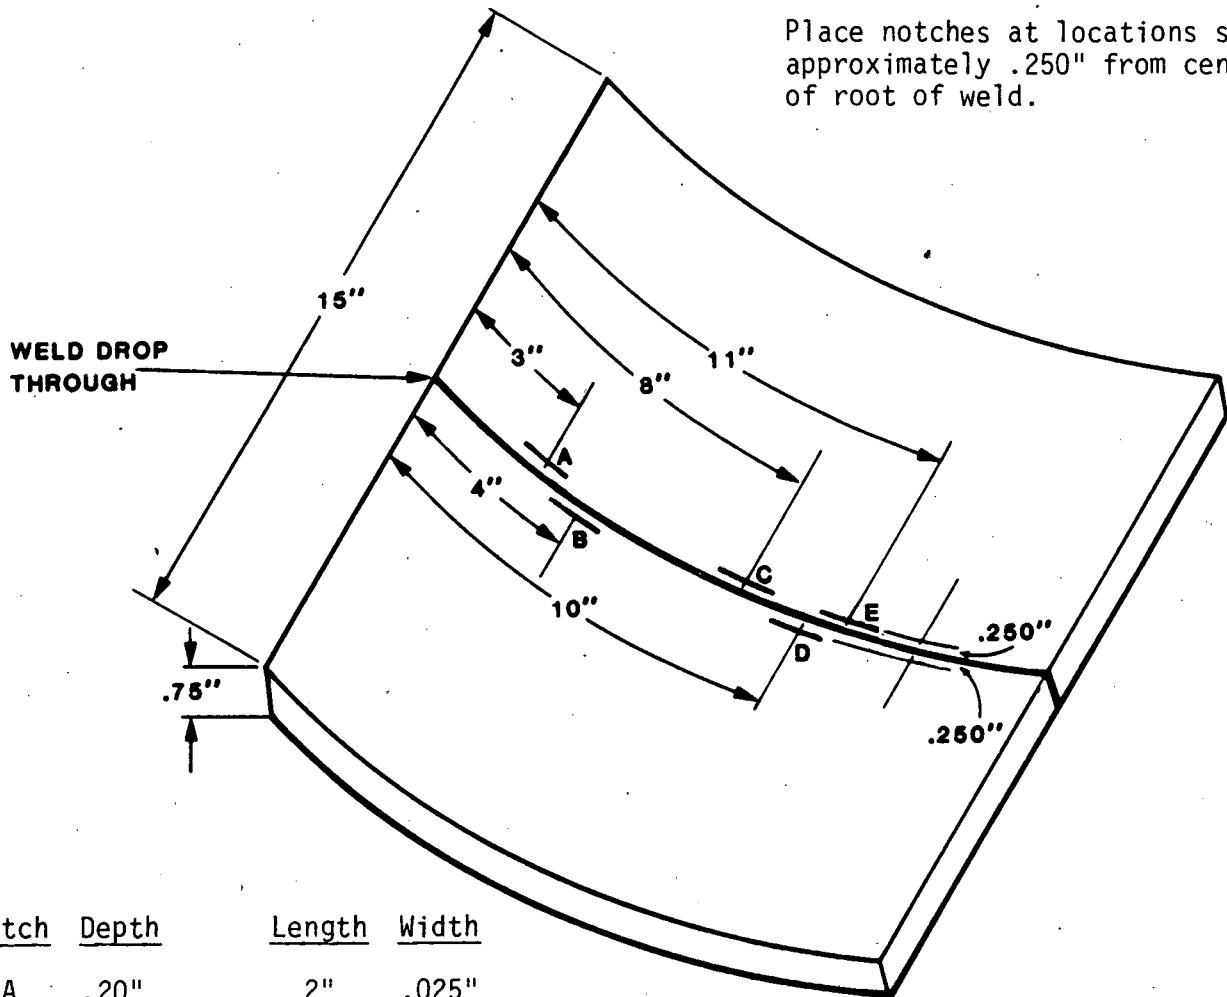 Place notches at locations s
approximately .250" from cen
of root of weld.
15"
WELD DROP
THROUGH
11"
8"
3"
A
4"
B
C
10"
E
D
.250"
.75"
.250"
tch Depth Length Width
A .20" 2" .025"